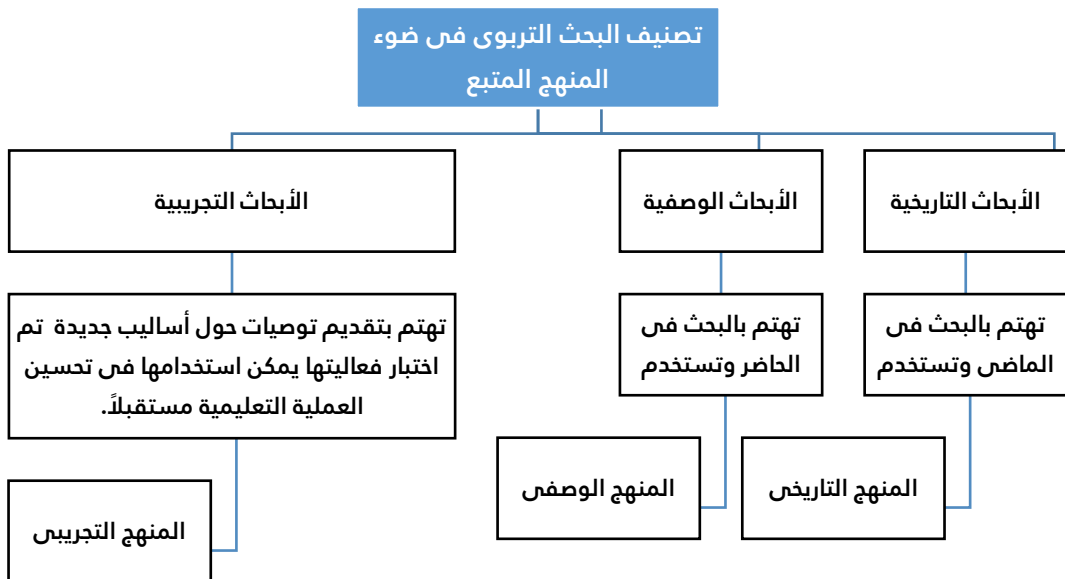 تصنيف البحث التربوى فى ضوء
المنهج المتبع
الأبحاث التاريخية
الأبحاث الوصفية
الأبحاث التجريبية
تهتم بالبحث فى
الماضى وتستخدم
تهتم بالبحث فى
الحاضر وتستخدم
تهتم بتقديم توصيات حول أساليب جديدة تم
اختبار فعاليتها يمكن استخدامها فى تحسين
العملية التعليمية مستقبلاً.
المنهج التاريخى
المنهج الوصفى
المنهج التجريبى